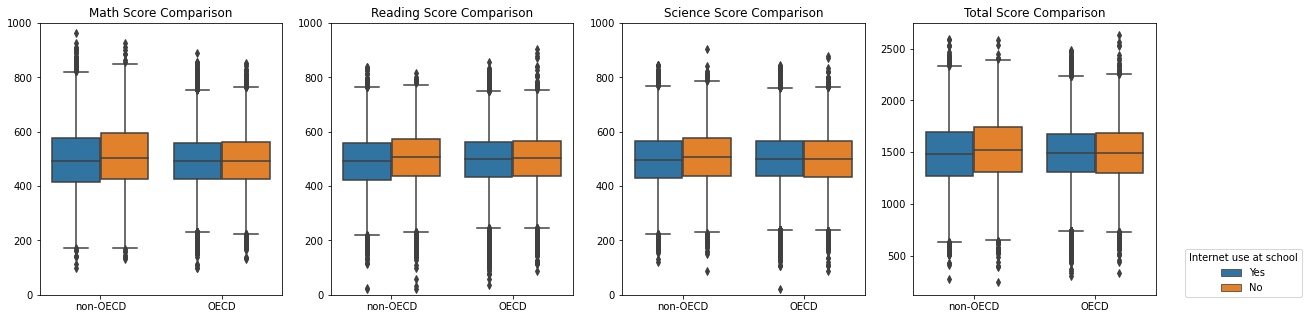 Math Score Comparison
1000
800
600
400
200
0
non-OECD OECD
Reading Score Comparison
1000
800
600
400
200
0
non-OECD OECD
Science Score Comparison
1000
800
600
400
200
0
non-OECD OECD
Total Score Comparison
2500
2000
1500
1000
500
non-OECD OECD
Internet use at school
Yes
No